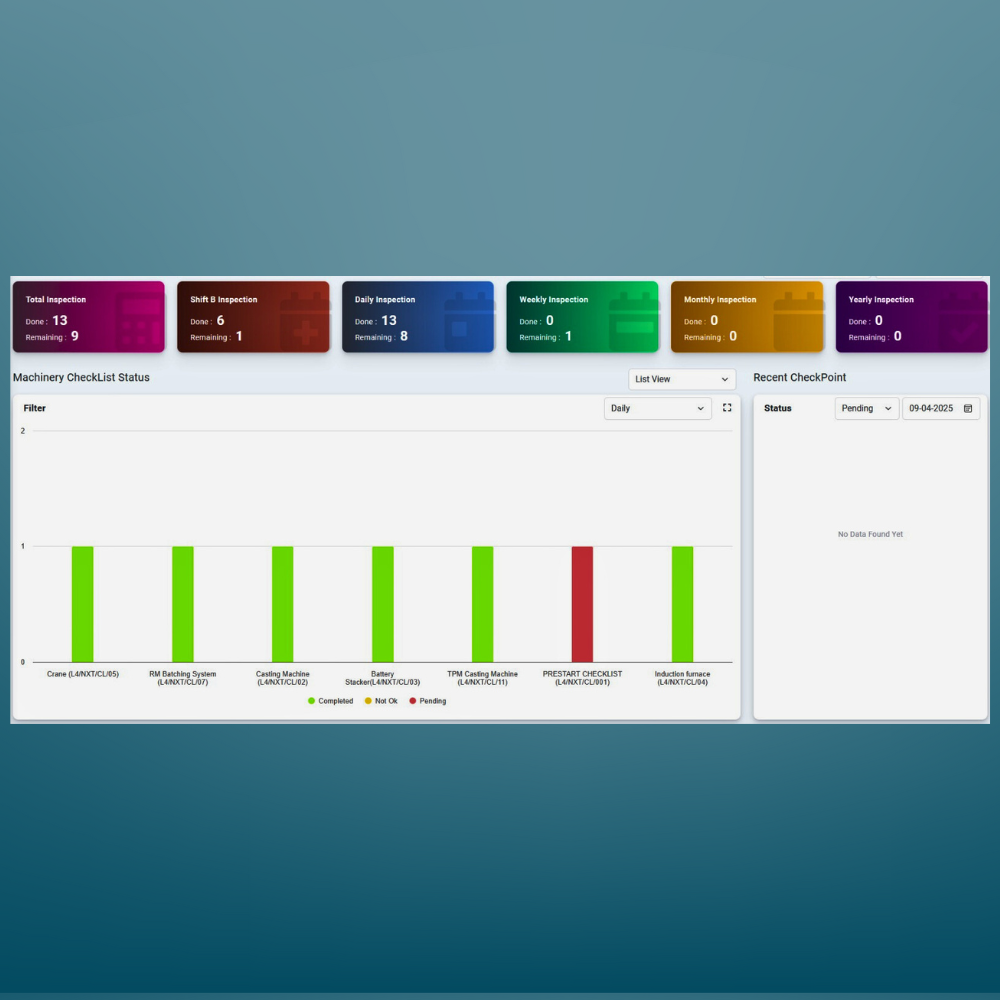 Total Inspection
Done : 13
Remaining : 9
Shift B Inspection
Done : 6
Remaining : 1
Daily Inspection
Done : 13
Remaining : 8
Weekly Inspection
Done : 0
Remaining : 1
Monthly Inspection
Done : 0
Remaining : 0
Yearly Inspection
Done : 0
Remaining : 0
Machinery CheckList Status
List View
Filter
Daily
2
1
0
Crane (L4/NXT/CL/05)
RM Batching System
(L4/NXT/CL/07)
Casting Machine
(L4/NXT/CL/02)
Battery
Stacker(L4/NXT/CL/03)
TPM Casting Machine
(L4/NXT/CL/11)
PRESTART CHECKLIST
(L4/NXT/CL/001)
Induction furnace
(L4/NXT/CL/04)
Completed
Not Ok
Pending
Recent CheckPoint
Status
Pending
09-04-2025
No Data Found Yet